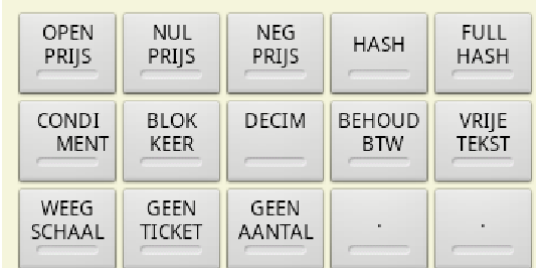 OPEN
PRIJS
NUL
PRIJS
NEG
PRIJS
HASH
FULL
HASH
CONDI
MENT
BLOK
KEER
DECIM
BEHOUD
BTW
VRIJE
TEKST
WEEG
SCHAAL
GEEN
TICKET
GEEN
AANTAL
.
.